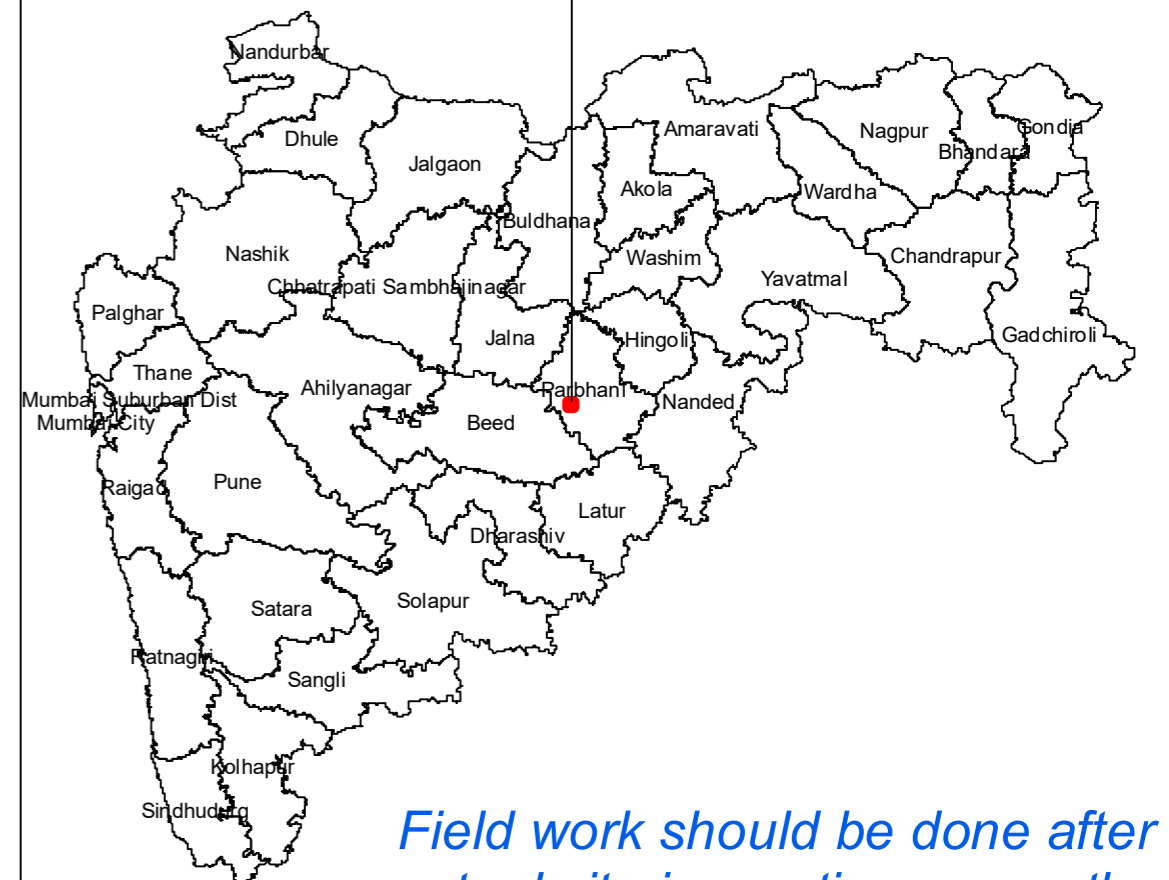 Nandurbar
Dhule
Jalgaon
Amaravati
Nagpur
Gondia
Bhandara
Akola
Wardha
Buldhana
Nashik
Washim
Chandrapur
Chhatrapati Sambhajinagar
Yavatmal
Palghar
Jalna
Hingoli
Gadchiroli
Thane
Ahilyanagar
Parbhani
Mumbai Suburban Dist
Nanded
Mumbai City
Beed
Raigad
Pune
Latur
Dharashiv
Satara
Solapur
Ratnagiri
Sangli
Kolhapur
Sindhudurg
Field work should be done after